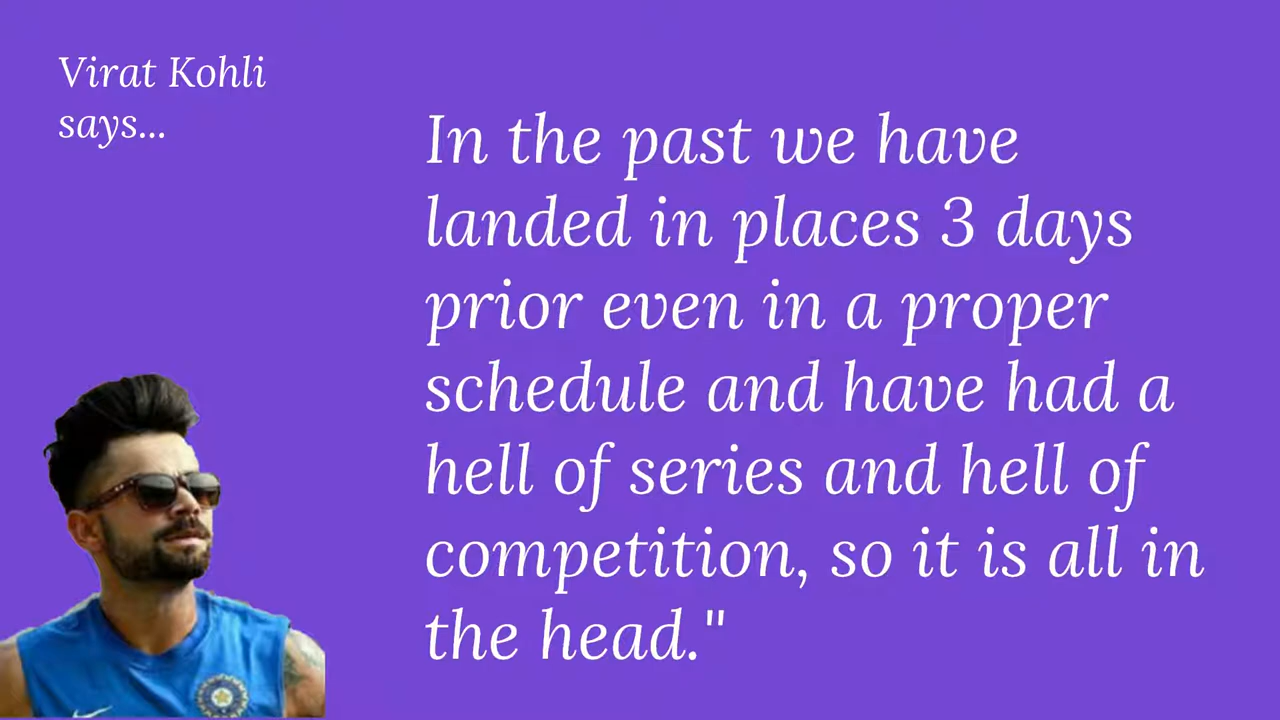 Virat Kohli
says...
In the past we have
landed in places 3 days
prior even in a proper
schedule and have had a
hell of series and hell of
competition, so it is all in
the head."